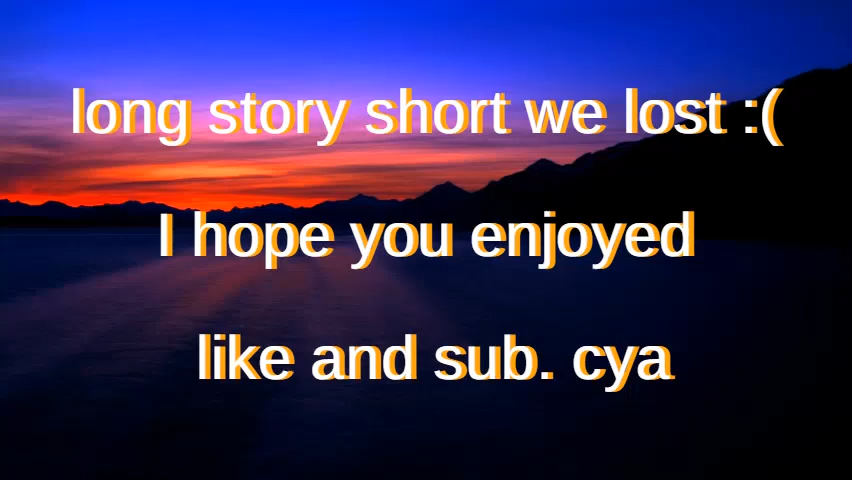 long story short we lost :(
I hope you enjoyed
like and sub. cya